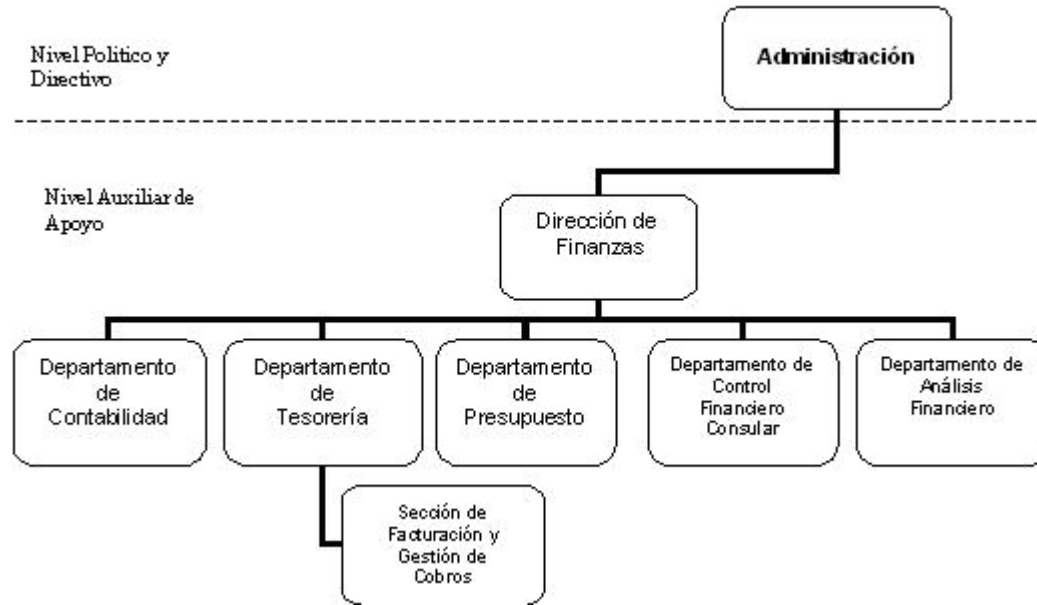 Nivel Politico y
Directivo
Administración
Nivel Auxiliar de
Apoyo
Dirección de
Finanzas
Departamento
de
Contabilidad
Departamento
de
Tesorería
Departamento
de
Presupuesto
Departamento de
Control
Financiero
Consular
Departamento de
Análisis
Financiero
Sección de
Facturación y
Gestión de
Cobros